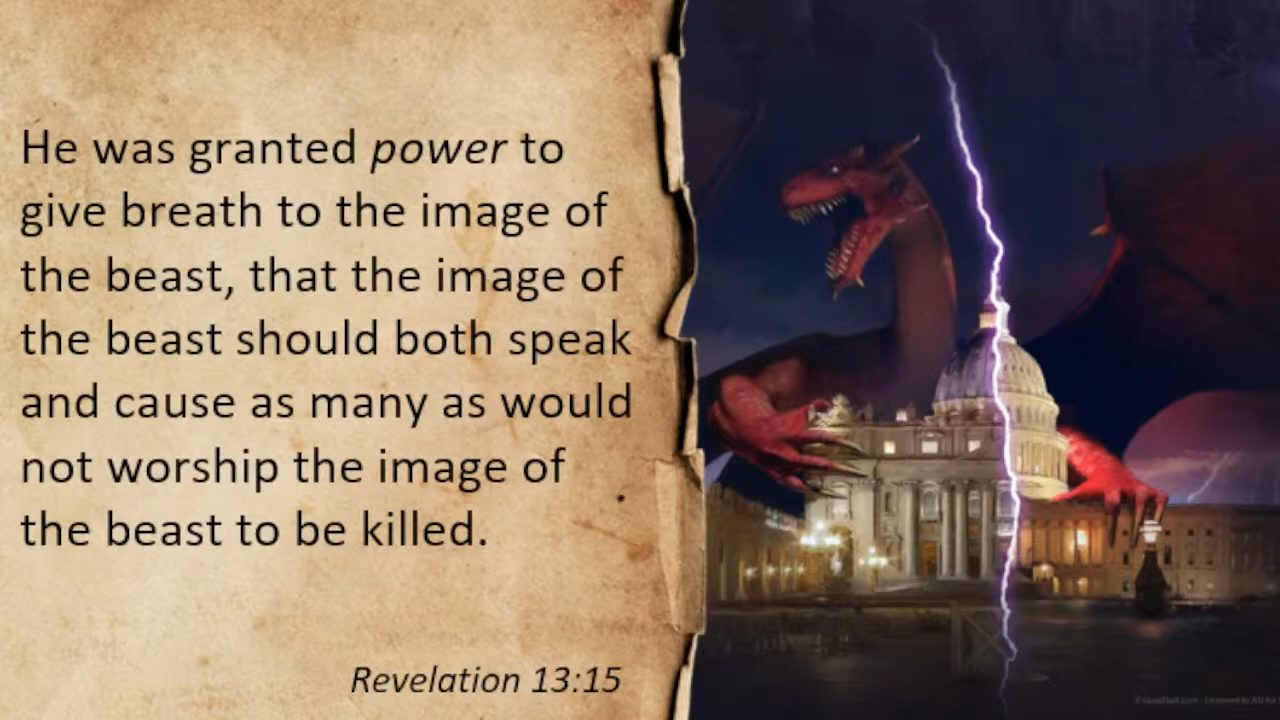 He was granted power to
give breath to the image of
the beast, that the image of
the beast should both speak
and cause as many as would
not worship the image of
the beast to be killed.
Revelation 13:15